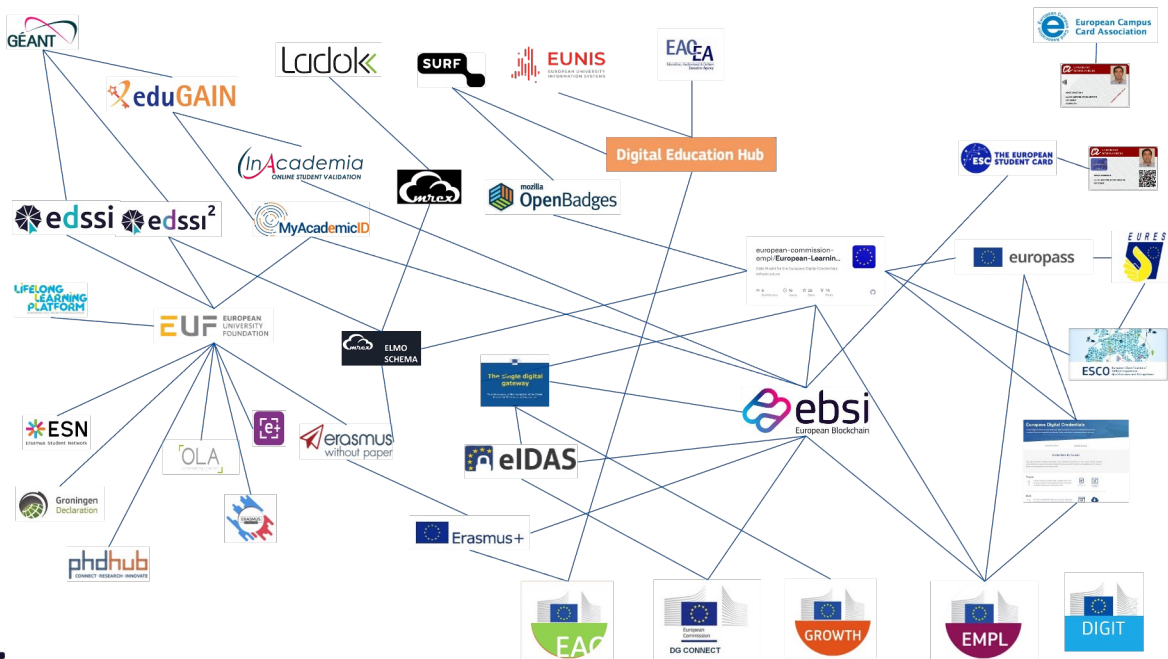 GÉANT
eduGAIN
Ladok
SURF
EUNIS
EUROPEAN UNIVERSITY
INFORMATION SYSTEMS
EACEA
European Campus
Card Association
Digital Education Hub
InAcademia
ONLINE STUDENT VALIDATION
emrex
mozilla
OpenBadges
ESC
THE EUROPEAN
STUDENT CARD
edssi
edssi²
MyAcademicID
european-commission-
empl/European-Learnin...
europass
EURES
LIFELONG
LEARNING
PLATFORM
EUF
EUROPEAN
UNIVERSITY
FOUNDATION
emrex
ELMO
SCHEMA
The single digital
gateway
ESCO
ebsi
European Blockchain
ESN
Erasmus Student Network
e+
OLA
erasmus
without paper
eIDAS
European Digital Credentials
Groningen
Declaration
ERASMUS
Erasmus+
phdhub
CONNECT · RESEARCH · INNOVATE
EAC
European
Commission
DG CONNECT
GROWTH
EMPL
DIGIT